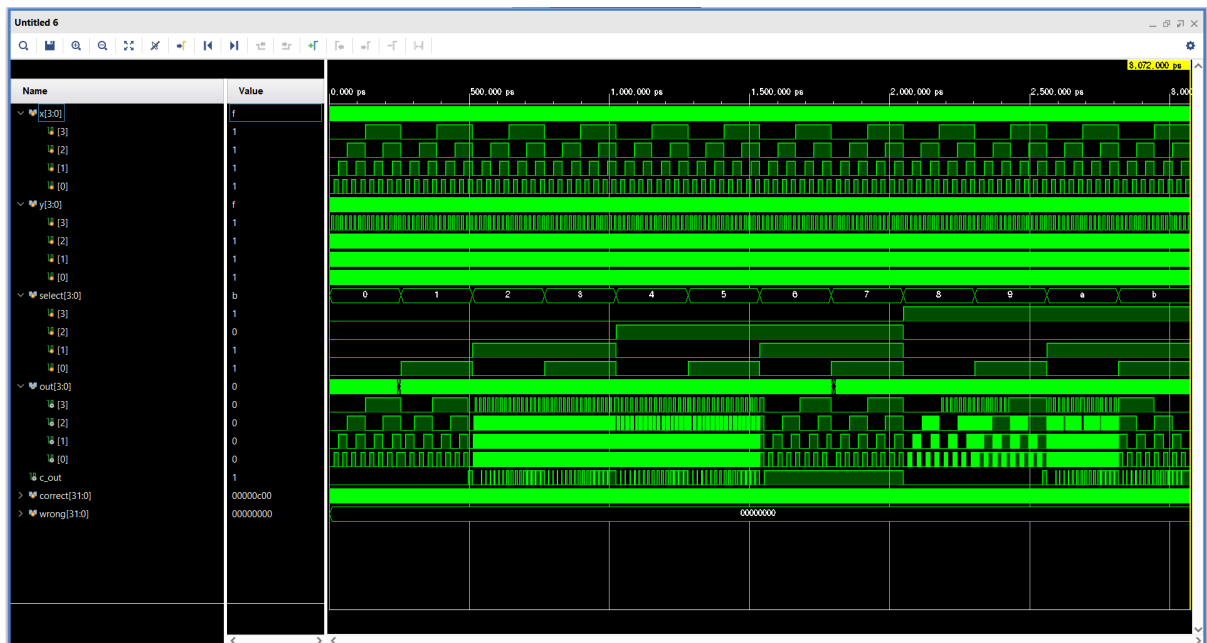 Untitled 6
3,072.000 ps
Name Value 0.000 ps 500.000 ps 1,000.000 ps 1,500.000 ps 2,000.000 ps 2,500.000 ps 3,00
x[3:0] f
[3] 1
[2] 1
[1] 1
[0] 1
y[3:0] f
[3] 1
[2] 1
[1] 1
[0] 1
select[3:0] b 0 1 2 3 4 5 6 7 8 9 a b
[3] 1
[2] 0
[1] 1
[0] 1
out[3:0] 0
[3] 0
[2] 0
[1] 0
[0] 0
c_out 1
correct[31:0] 00000c00
wrong[31:0] 00000000 00000000